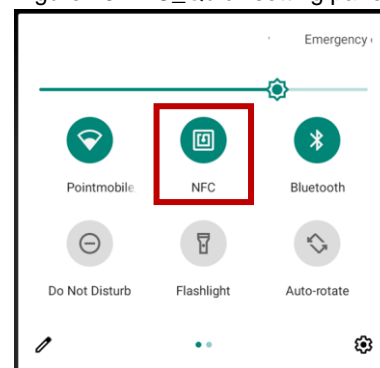 Emergency
Pointmobile
NFC
Bluetooth
Do Not Disturb
Flashlight
Auto-rotate